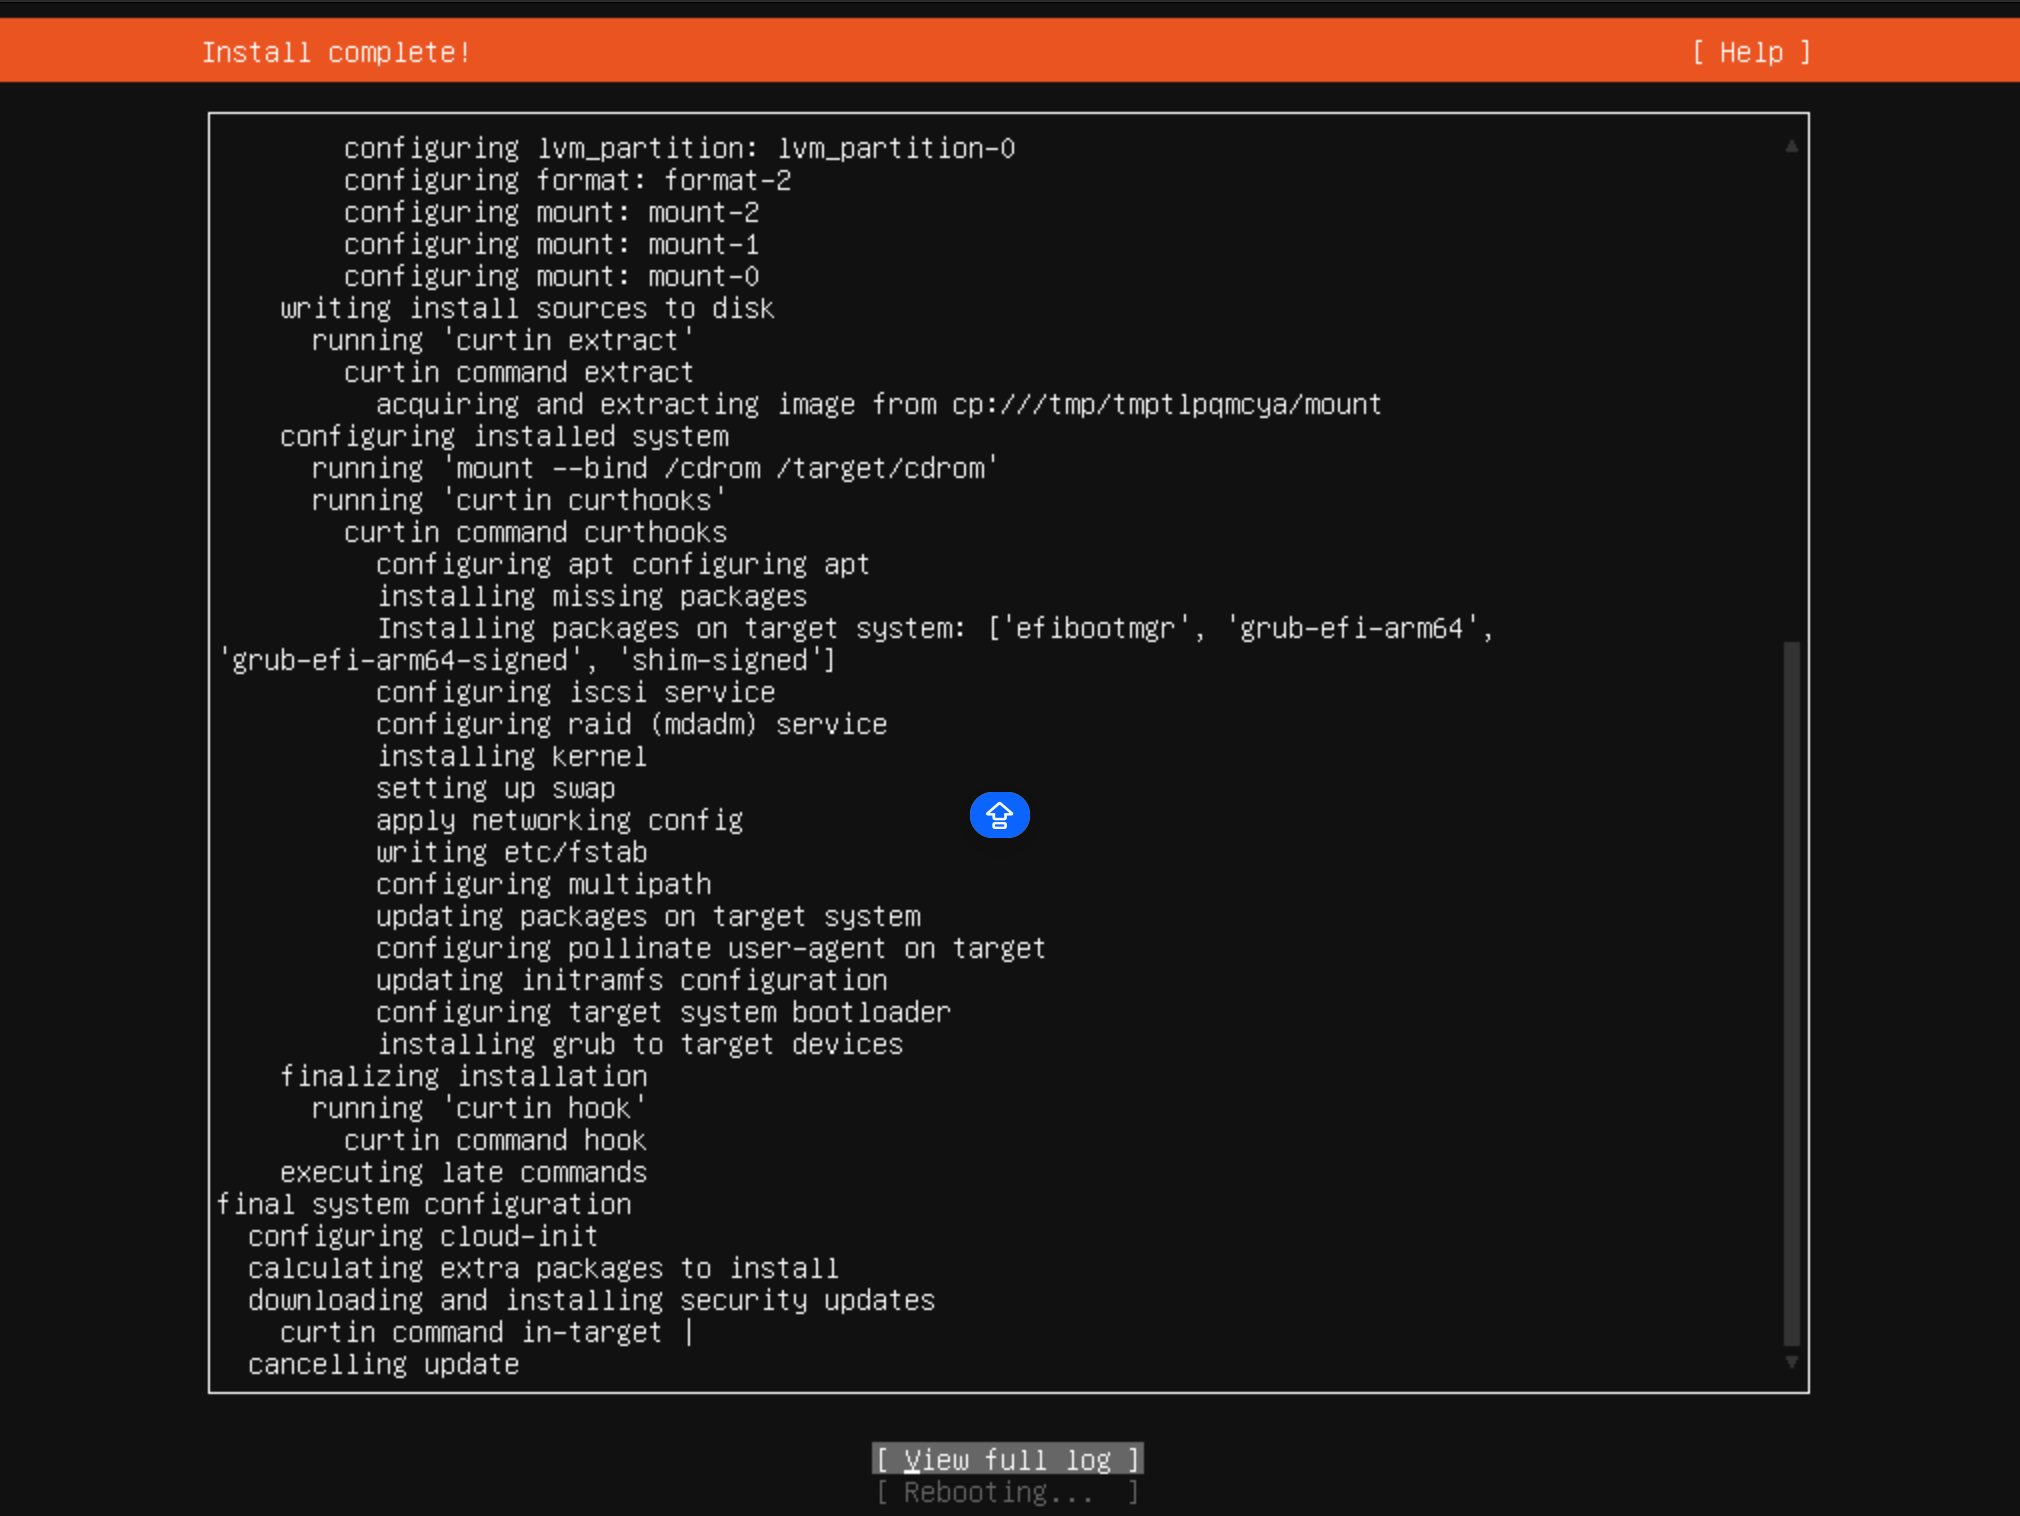 Install complete!
[ Help ]
configuring lvm_partition: lvm_partition-0
configuring format: format-2
configuring mount: mount-2
configuring mount: mount-1
configuring mount: mount-0
writing install sources to disk
running 'curtin extract'
curtin command extract
acquiring and extracting image from cp:///tmp/tmptlpqmcya/mount
configuring installed system
running 'mount --bind /cdrom /target/cdrom'
running 'curtin curthooks'
curtin command curthooks
configuring apt configuring apt
installing missing packages
Installing packages on target system: ['efibootmgr', 'grub-efi-arm64',
'grub-efi-arm64-signed', 'shim-signed']
configuring iscsi service
configuring raid (mdadm) service
installing kernel
setting up swap
apply networking config
writing etc/fstab
configuring multipath
updating packages on target system
configuring pollinate user-agent on target
updating initramfs configuration
configuring target system bootloader
installing grub to target devices
finalizing installation
running 'curtin hook'
curtin command hook
executing late commands
final system configuration
configuring cloud-init
calculating extra packages to install
downloading and installing security updates
curtin command in-target |
cancelling update
[ View full log ]
[ Rebooting... ]